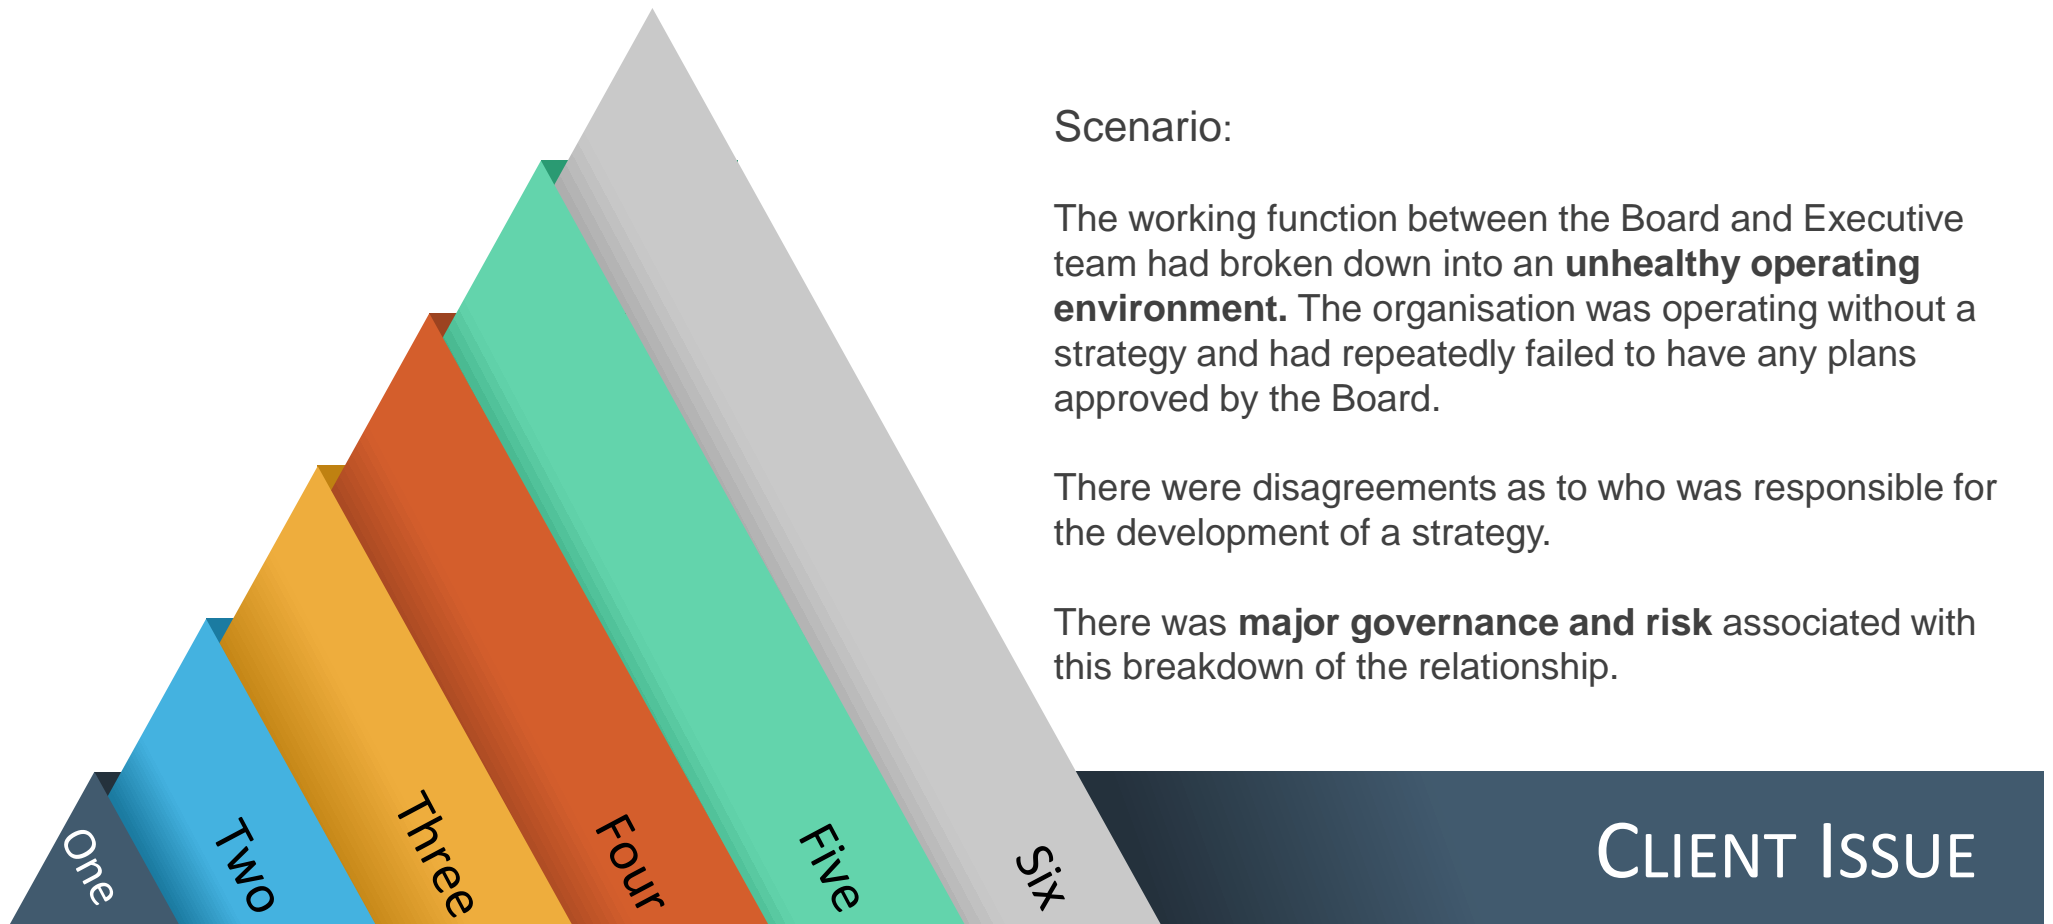 Scenario:
The working function between the Board and Executive
team had broken down into an unhealthy operating
environment. The organisation was operating without a
strategy and had repeatedly failed to have any plans
approved by the Board.
There were disagreements as to who was responsible for
the development of a strategy.
There was major governance and risk associated with
this breakdown of the relationship.
One
Two
Three
Four
Five
Six
CLIENT ISSUE